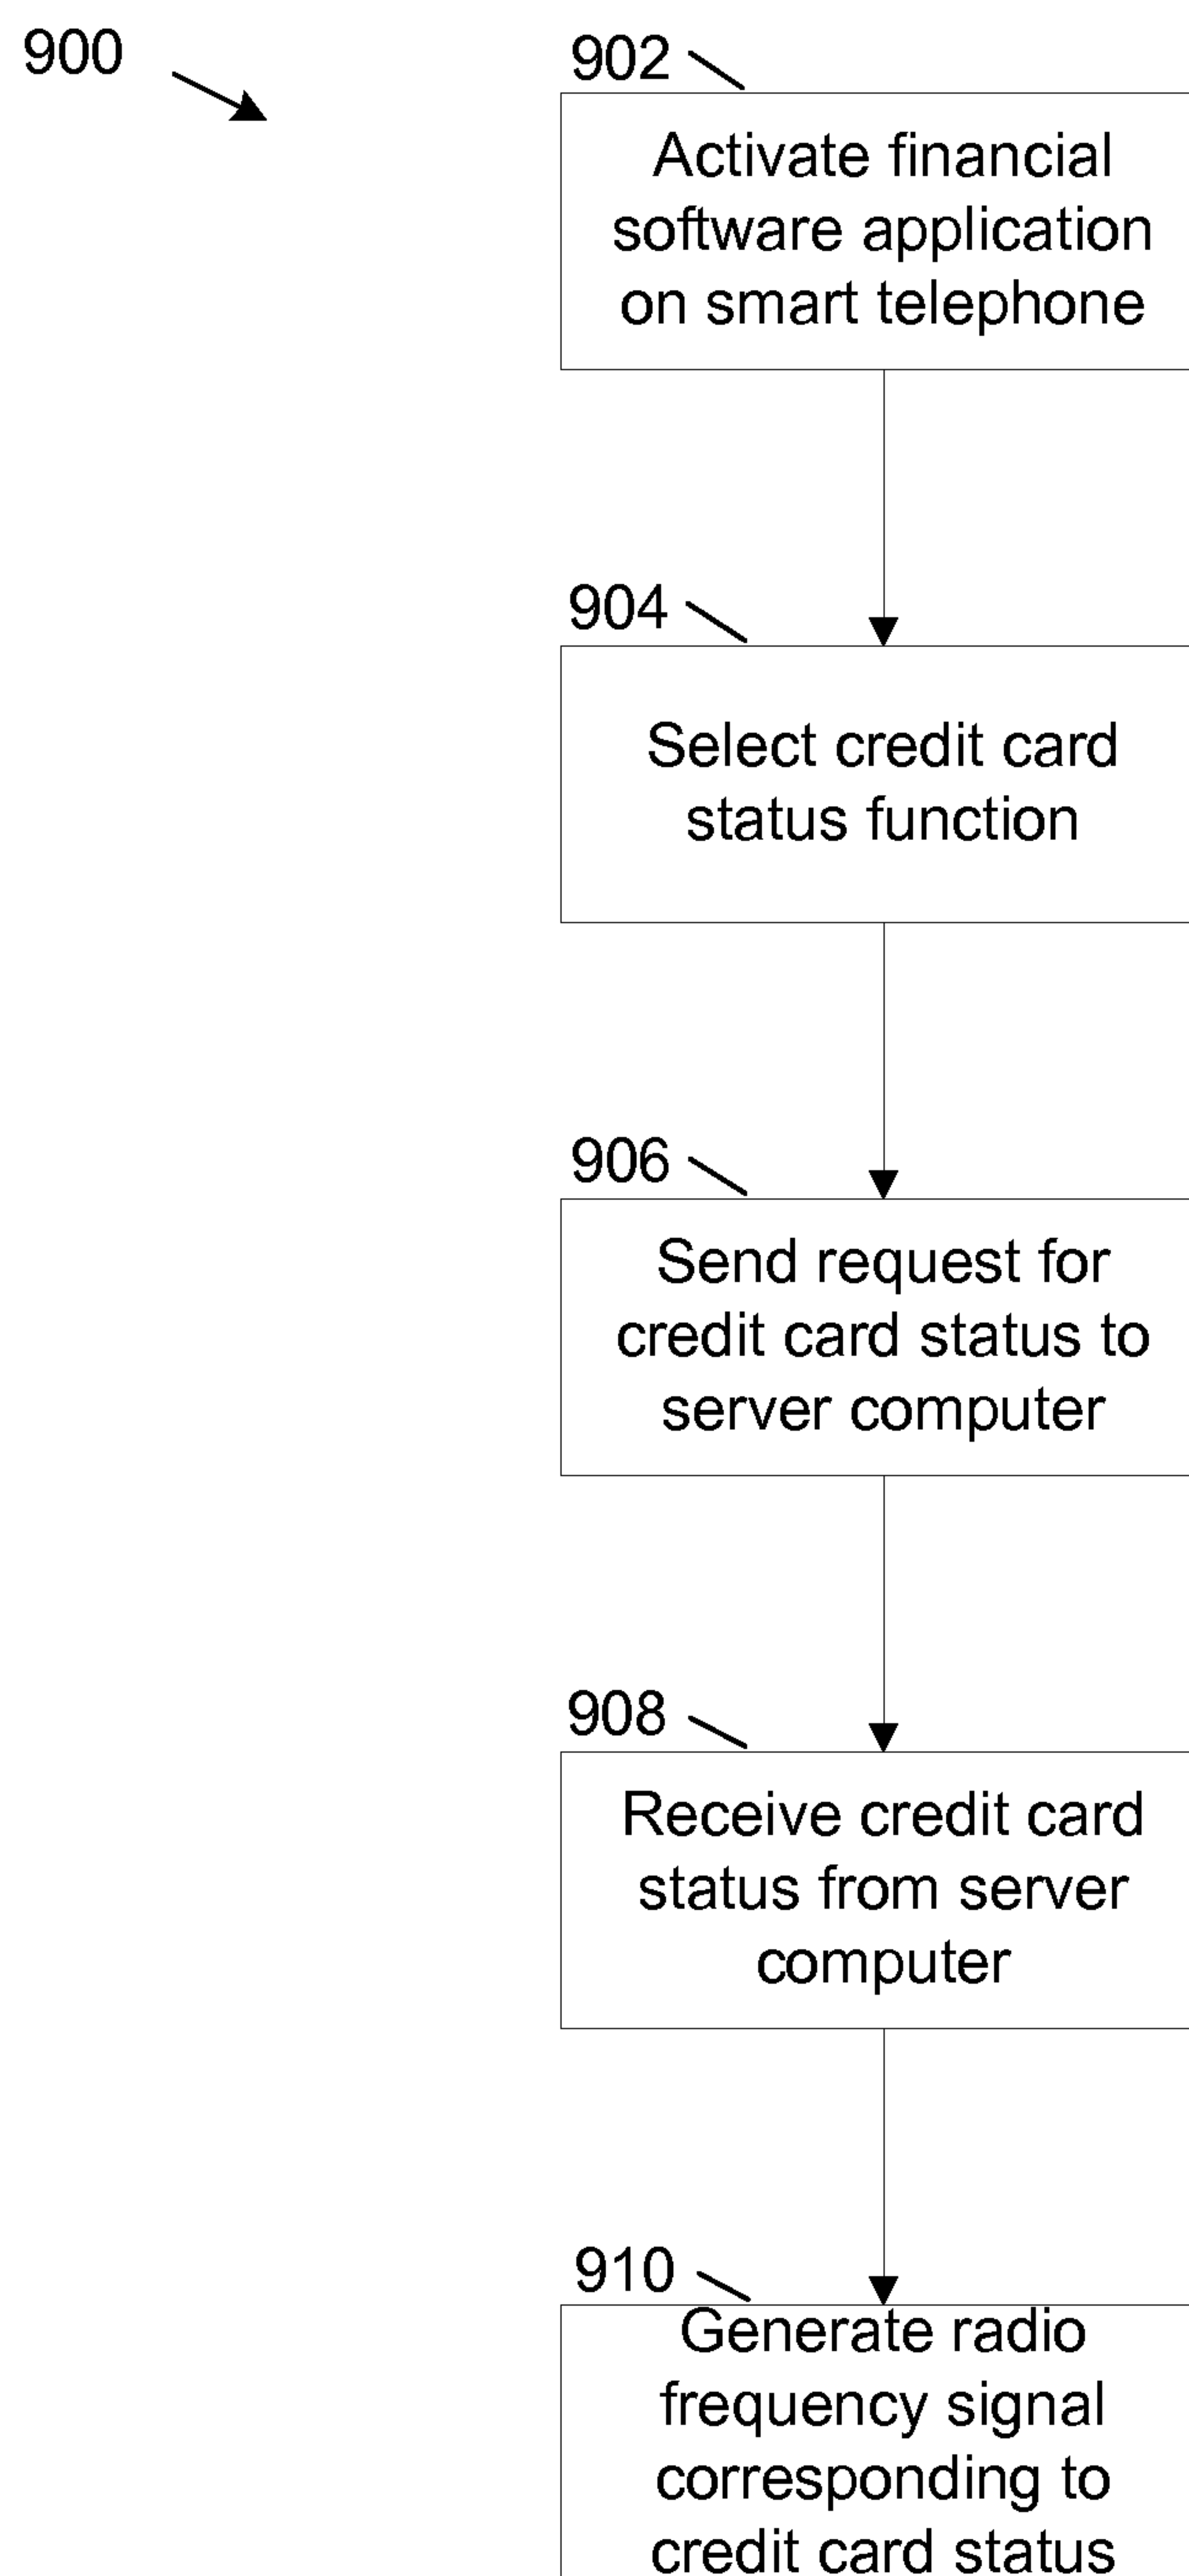 900
902
Activate financial
software application
on smart telephone
904
Select credit card
status function
906
Send request for
credit card status to
server computer
908
Receive credit card
status from server
computer
910
Generate radio
frequency signal
corresponding to
credit card status